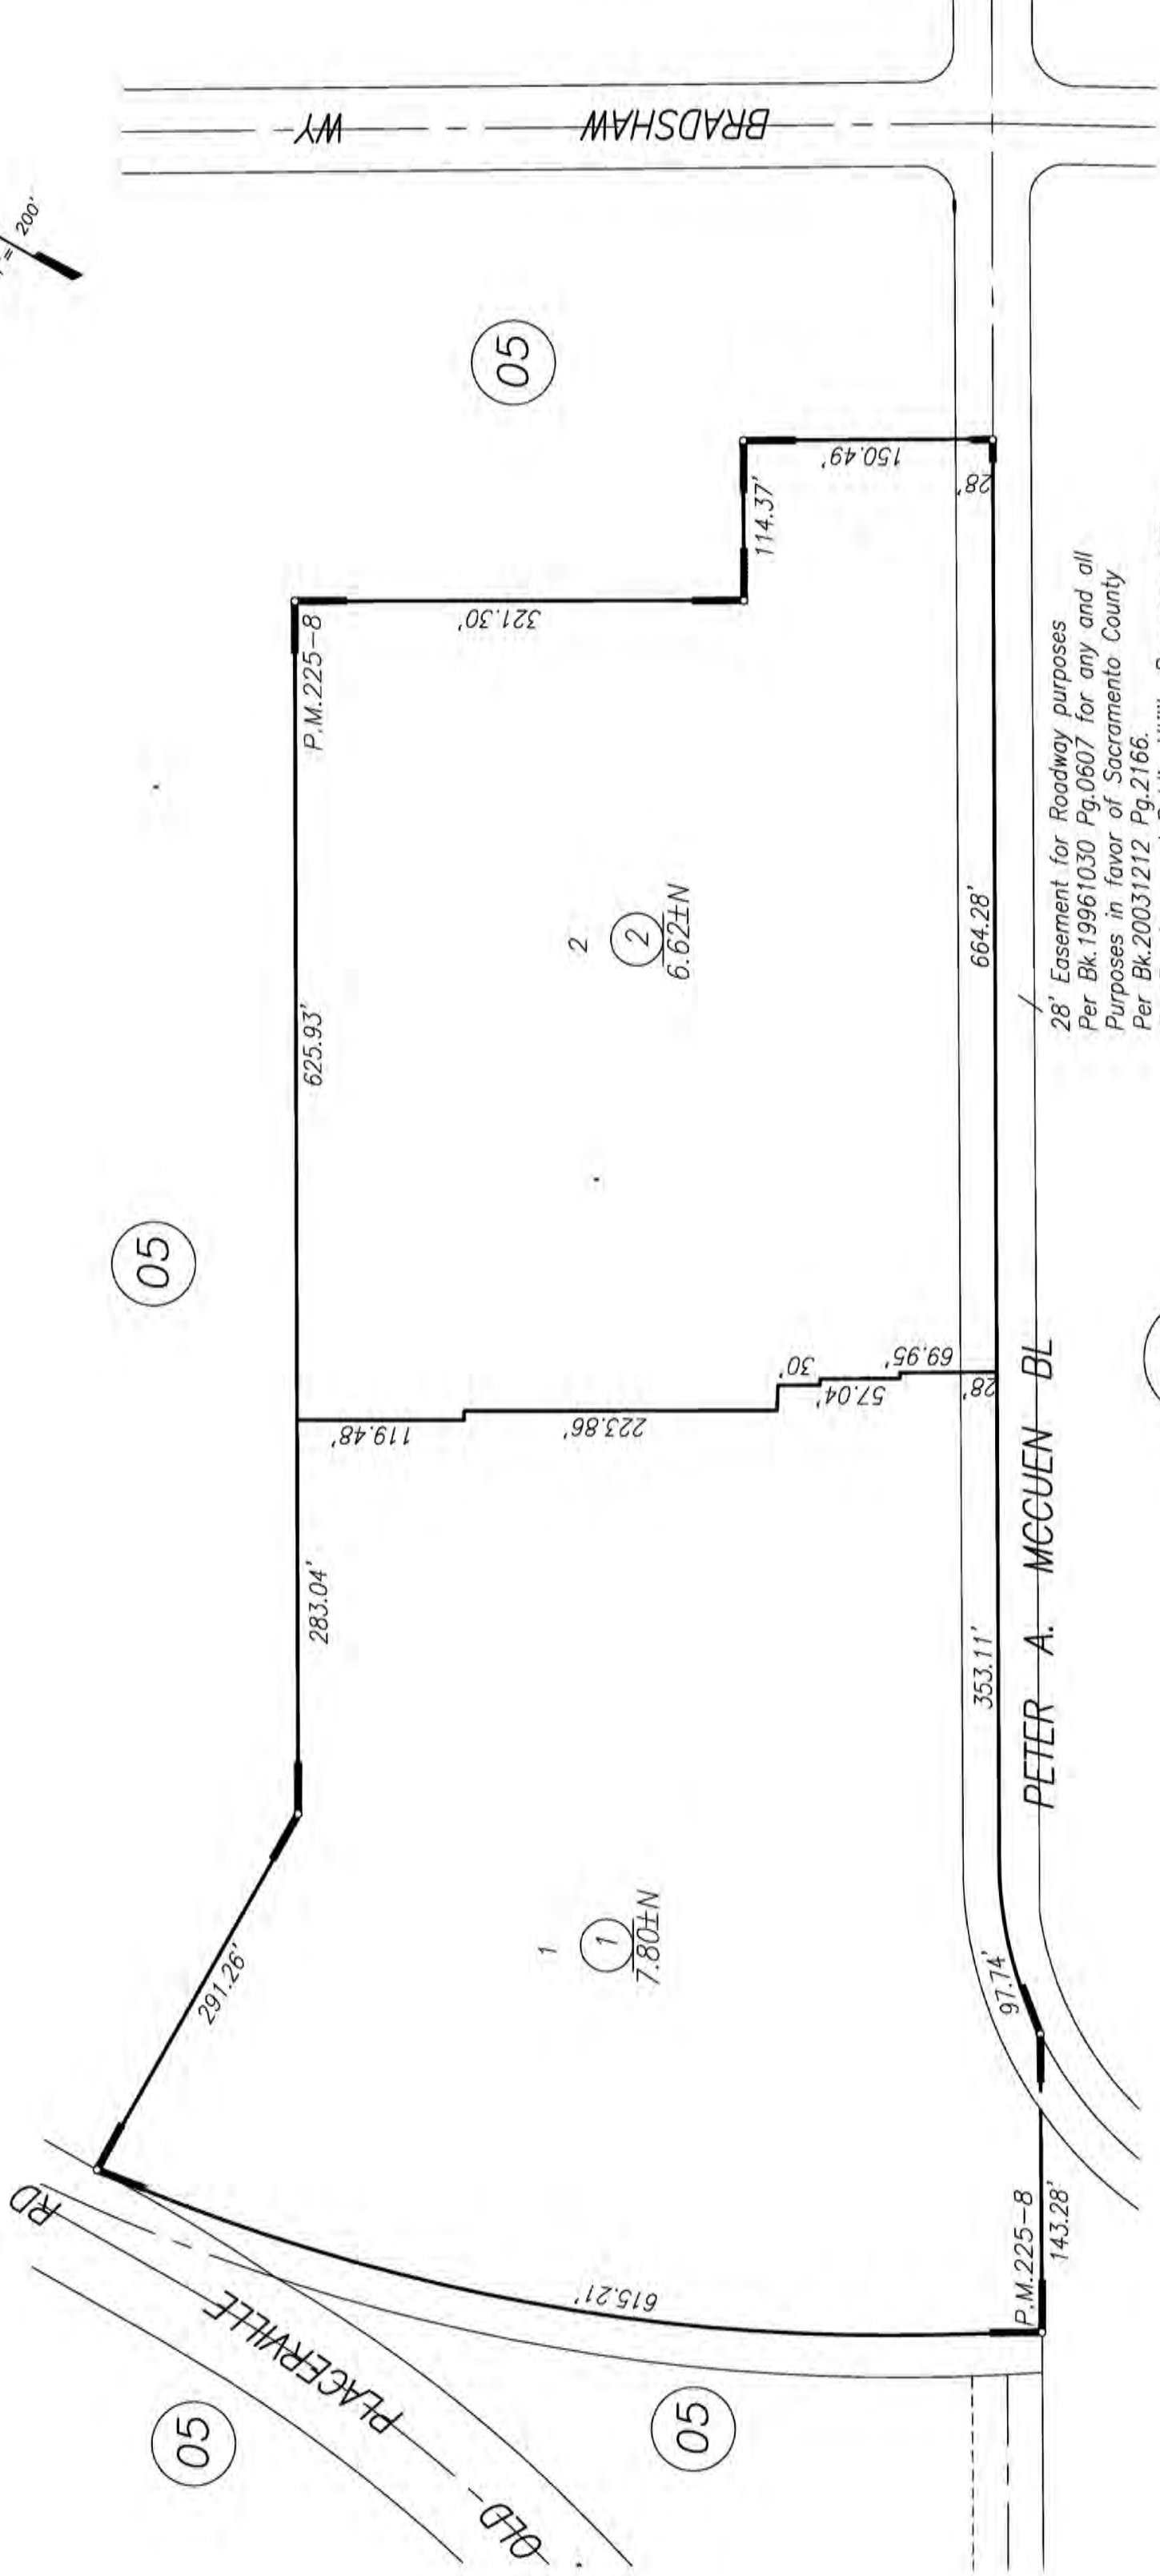 1" = 200'
WY
BRADSHAW
05
150.49'
114.37'
28'
321.30'
P.M.225-8
625.93'
2
2
6.62±N
664.28'
28' Easement for Roadway purposes
Per Bk.19961030 Pg.0607 for any and all
Purposes in favor of Sacramento County
Per Bk.20031212 Pg.2166.
05
119.48'
223.86'
30'
57.04'
69.95'
28'
283.04'
353.11'
PETER A. MCCUEN BL
291.26'
1
1
7.80±N
97.74'
P.M.225-8
143.28'
615.21'
OLD PLACERVILLE RD
05
05